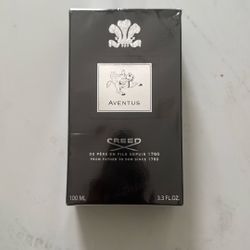 AVENTUS
CREED
DE PÈRE EN FILS DEPUIS 1760
FROM FATHER TO SON SINCE 1760
100 ML 3.3 FL.OZ.